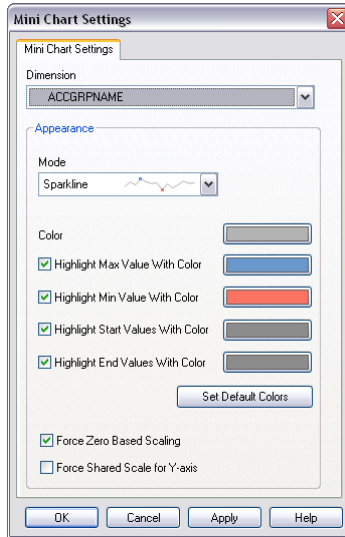 Mini Chart Settings
Mini Chart Settings
Dimension
ACCGRPNAME
Appearance
Mode
Sparkline
Color
Highlight Max Value With Color
Highlight Min Value With Color
Highlight Start Values With Color
Highlight End Values With Color
Set Default Colors
Force Zero Based Scaling
Force Shared Scale for Y-axis
OK Cancel Apply Help